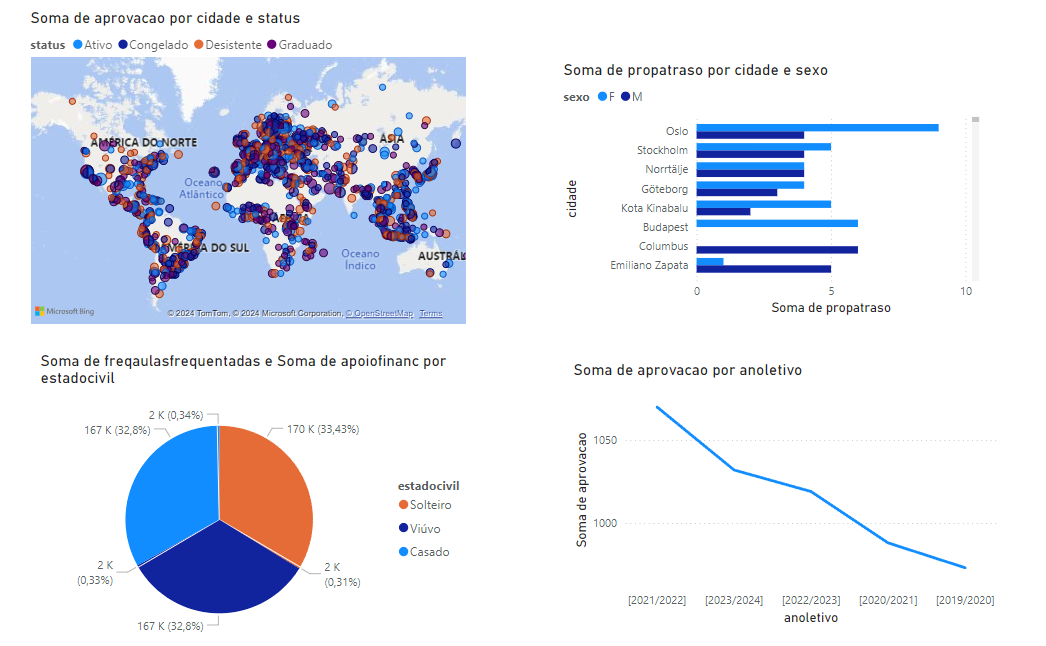 Soma de aprovacao por cidade e status
status Ativo Congelado Desistente Graduado
AMÉRICA DO NORTE
ÁSIA
Oceano
Atlântico
AMÉRICA DO SUL
Oceano
Índico
AUSTRÁL
Microsoft Bing
© 2024 TomTom, © 2024 Microsoft Corporation, © OpenStreetMap Terms
Soma de propatraso por cidade e sexo
sexo F M
cidade
Oslo
Stockholm
Norrtälje
Göteborg
Kota Kinabalu
Budapest
Columbus
Emiliano Zapata
0 5 10
Soma de propatraso
Soma de freqaulasfrequentadas e Soma de apoiofinanc por
estadocivil
2 K (0,34%)
167 K (32,8%)
170 K (33,43%)
2 K
(0,33%)
2 K
(0,31%)
167 K (32,8%)
estadocivil
Solteiro
Viúvo
Casado
Soma de aprovacao por anoletivo
Soma de aprovacao
1050
1000
[2021/2022] [2023/2024] [2022/2023] [2020/2021] [2019/2020]
anoletivo